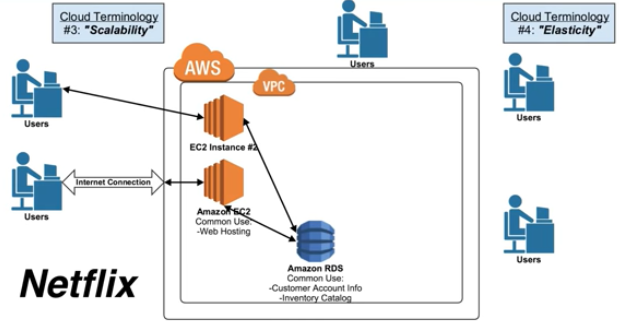 Cloud Terminology
#3: "Scalability"
Users
Cloud Terminology
#4: "Elasticity"
AWS
VPC
Users
Users
EC2 Instance #2
Internet Connection
Users
Amazon EC2
Common Use:
-Web Hosting
Users
Amazon RDS
Common Use:
-Customer Account Info
-Inventory Catalog
Netflix